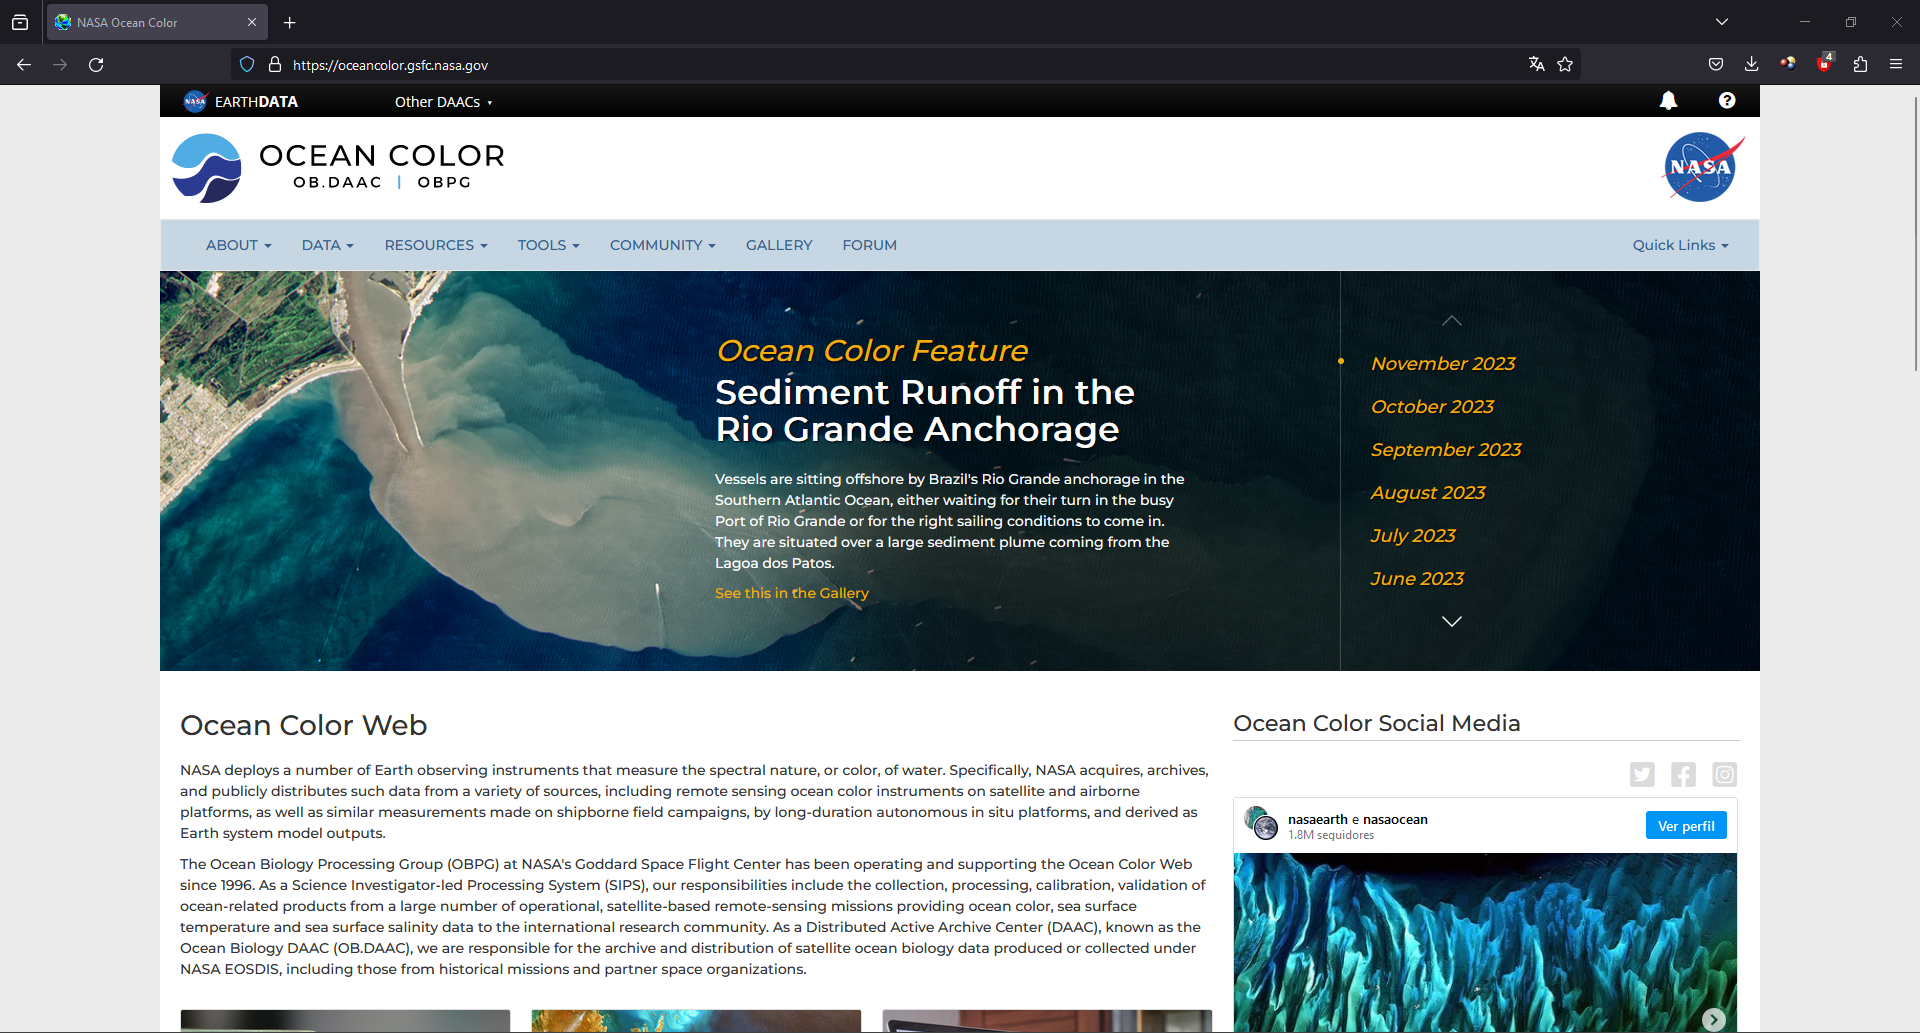 NASA Ocean Color
https://oceancolor.gsfc.nasa.gov
4
NASA EARTHDATA
Other DAACs
OCEAN COLOR
OB.DAAC | OBPG
NASA
ABOUT
DATA
RESOURCES
TOOLS
COMMUNITY
GALLERY
FORUM
Quick Links
Ocean Color Feature
Sediment Runoff in the
Rio Grande Anchorage
Vessels are sitting offshore by Brazil's Rio Grande anchorage in the
Southern Atlantic Ocean, either waiting for their turn in the busy
Port of Rio Grande or for the right sailing conditions to come in.
They are situated over a large sediment plume coming from the
Lagoa dos Patos.
See this in the Gallery
November 2023
October 2023
September 2023
August 2023
July 2023
June 2023
Ocean Color Web
NASA deploys a number of Earth observing instruments that measure the spectral nature, or color, of water. Specifically, NASA acquires, archives,
and publicly distributes such data from a variety of sources, including remote sensing ocean color instruments on satellite and airborne
platforms, as well as similar measurements made on shipborne field campaigns, by long-duration autonomous in situ platforms, and derived as
Earth system model outputs.
The Ocean Biology Processing Group (OBPG) at NASA's Goddard Space Flight Center has been operating and supporting the Ocean Color Web
since 1996. As a Science Investigator-led Processing System (SIPS), our responsibilities include the collection, processing, calibration, validation of
ocean-related products from a large number of operational, satellite-based remote-sensing missions providing ocean color, sea surface
temperature and sea surface salinity data to the international research community. As a Distributed Active Archive Center (DAAC), known as the
Ocean Biology DAAC (OB.DAAC), we are responsible for the archive and distribution of satellite ocean biology data produced or collected under
NASA EOSDIS, including those from historical missions and partner space organizations.
Ocean Color Social Media
nasaearth e nasaocean
1.8M seguidores
Ver perfil